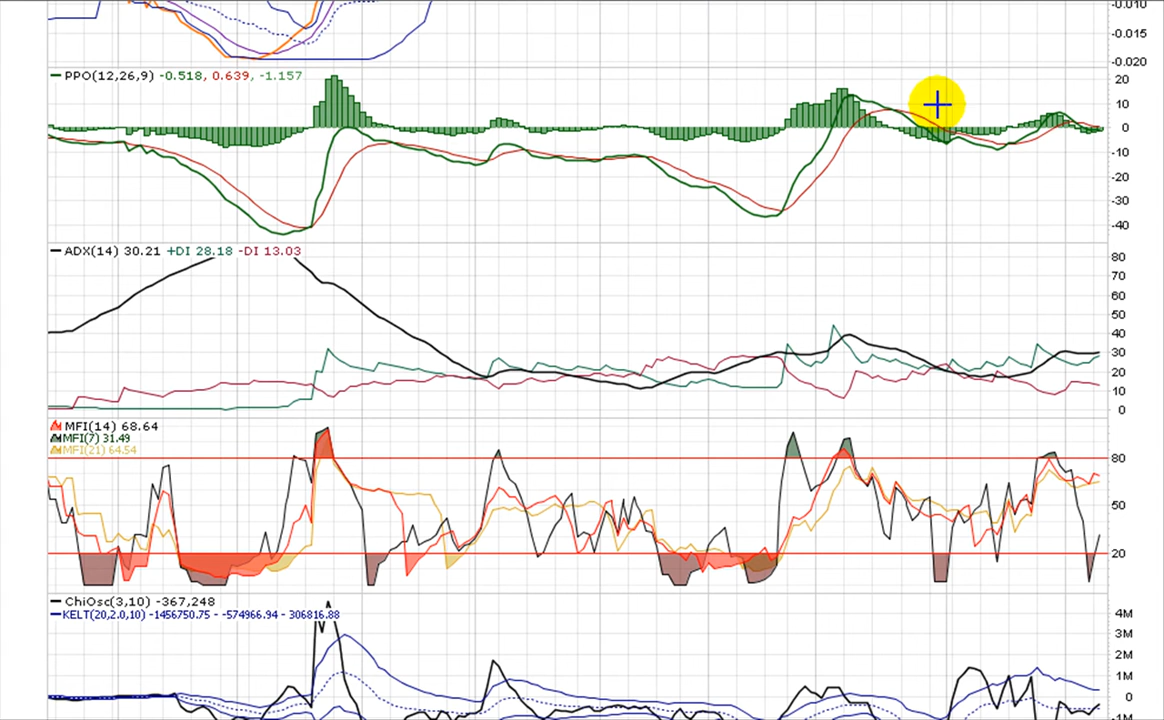 -0.010
-0.015
-0.020
PPO(12,26,9) -0.518, 0.639, -1.157
20
10
0
-10
-20
-30
-40
ADX(14) 30.21 +DI 28.18 -DI 13.03
80
70
60
50
40
30
20
10
0
MFI(14) 68.64
MFI(7) 31.49
MFI(21) 64.54
80
50
20
ChiOsc(3,10) -367,248
KELT(20,2.0,10) -1456750.75 - -574966.94 - 306816.88
4M
3M
2M
1M
0
-1M